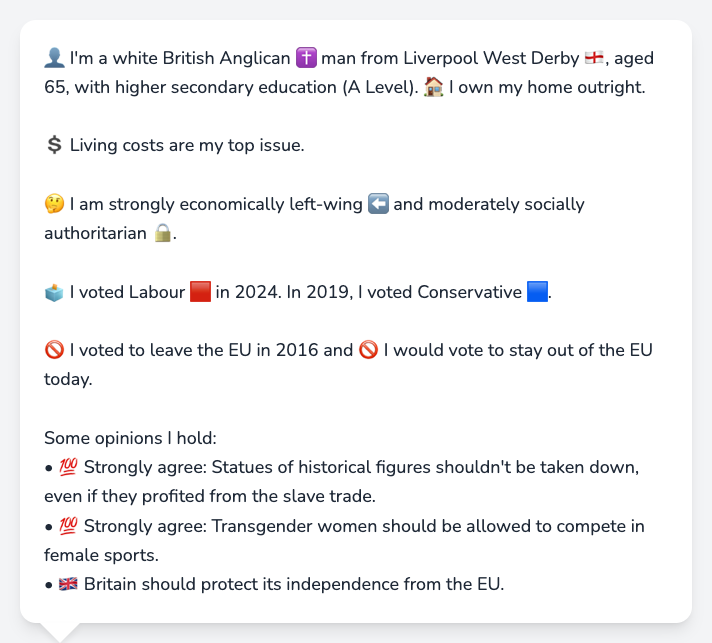 👤 I'm a white British Anglican ✝️ man from Liverpool West Derby 🏴󠁧󠁢󠁥󠁮󠁧󠁿, aged
65, with higher secondary education (A Level). 🏠 I own my home outright.
💲 Living costs are my top issue.
🤔 I am strongly economically left-wing ⬅️ and moderately socially
authoritarian 🔒.
🗳️ I voted Labour 🟥 in 2024. In 2019, I voted Conservative 🟦.
🚫 I voted to leave the EU in 2016 and 🚫 I would vote to stay out of the EU
today.
Some opinions I hold:
• 💯 Strongly agree: Statues of historical figures shouldn't be taken down,
even if they profited from the slave trade.
• 💯 Strongly agree: Transgender women should be allowed to compete in
female sports.
• 🇬🇧 Britain should protect its independence from the EU.